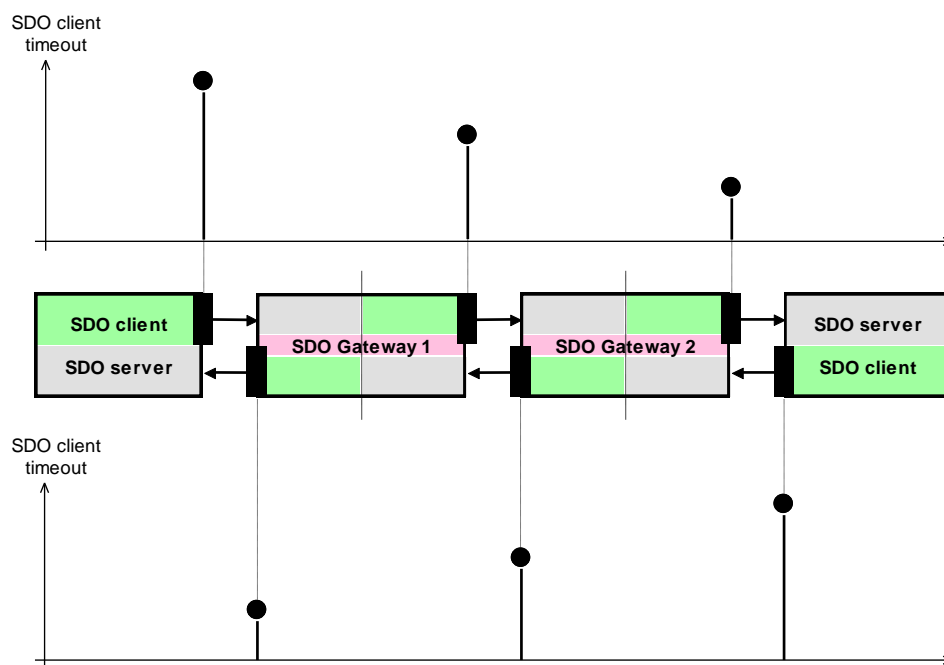 SDO client
timeout
SDO client
SDO server
SDO Gateway 1
SDO Gateway 2
SDO server
SDO client
SDO client
timeout